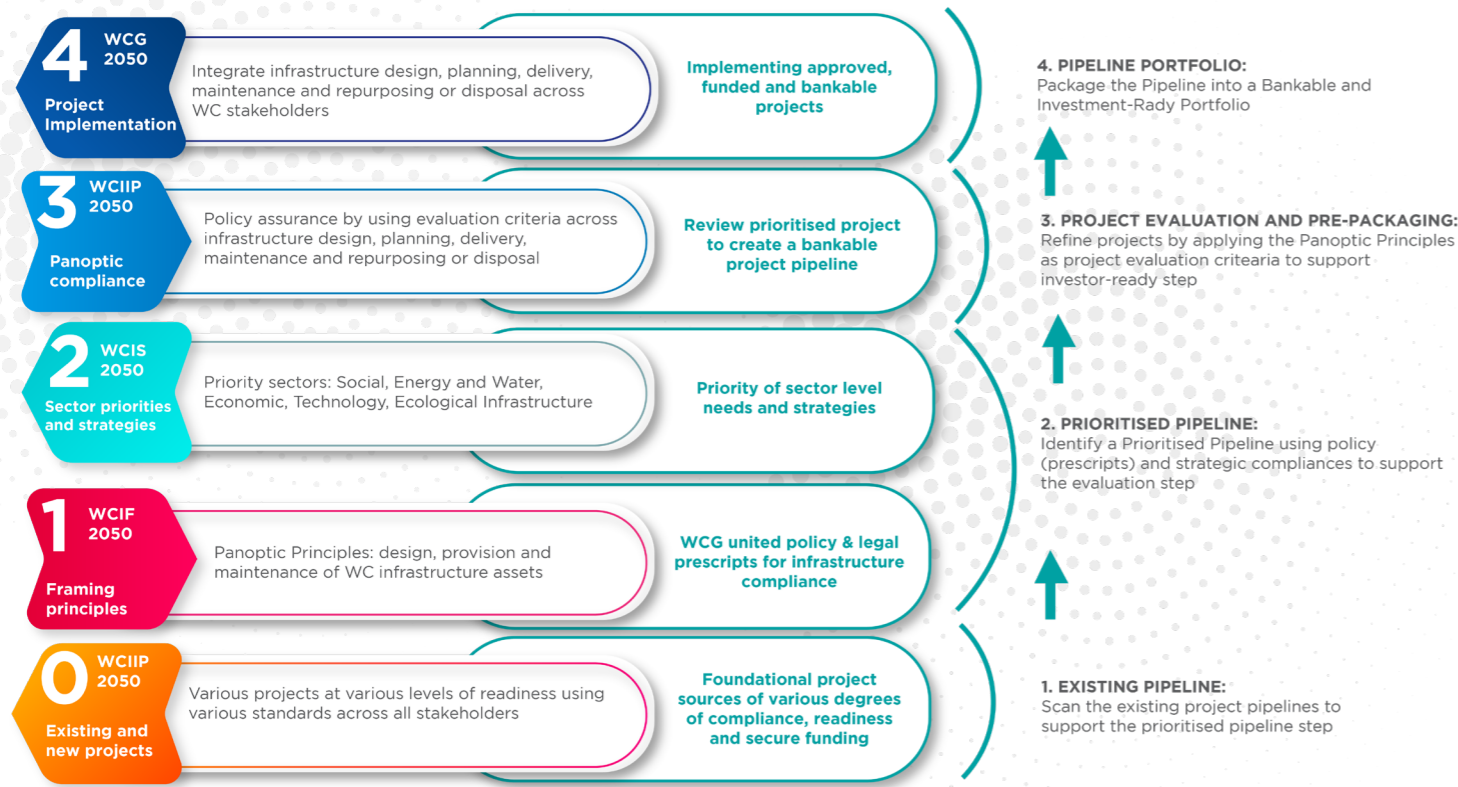 4
WCG
2050
Project
Implementation
Integrate infrastructure design, planning, delivery,
maintenance and repurposing or disposal across
WC stakeholders
Implementing approved,
funded and bankable
projects
4. PIPELINE PORTFOLIO:
Package the Pipeline into a Bankable and
Investment-Rady Portfolio
3
WCIIP
2050
Panoptic
compliance
Policy assurance by using evaluation criteria across
infrastructure design, planning, delivery,
maintenance and repurposing or disposal
Review prioritised project
to create a bankable
project pipeline
3. PROJECT EVALUATION AND PRE-PACKAGING:
Refine projects by applying the Panoptic Principles
as project evaluation critearia to support
investor-ready step
2
WCIS
2050
Sector priorities
and strategies
Priority sectors: Social, Energy and Water,
Economic, Technology, Ecological Infrastructure
Priority of sector level
needs and strategies
2. PRIORITISED PIPELINE:
Identify a Prioritised Pipeline using policy
(prescripts) and strategic compliances to support
the evaluation step
1
WCIF
2050
Framing
principles
Panoptic Principles: design, provision and
maintenance of WC infrastructure assets
WCG united policy & legal
prescripts for infrastructure
compliance
0
WCIIP
2050
Existing and
new projects
Various projects at various levels of readiness using
various standards across all stakeholders
Foundational project
sources of various degrees
of compliance, readiness
and secure funding
1. EXISTING PIPELINE:
Scan the existing project pipelines to
support the prioritised pipeline step